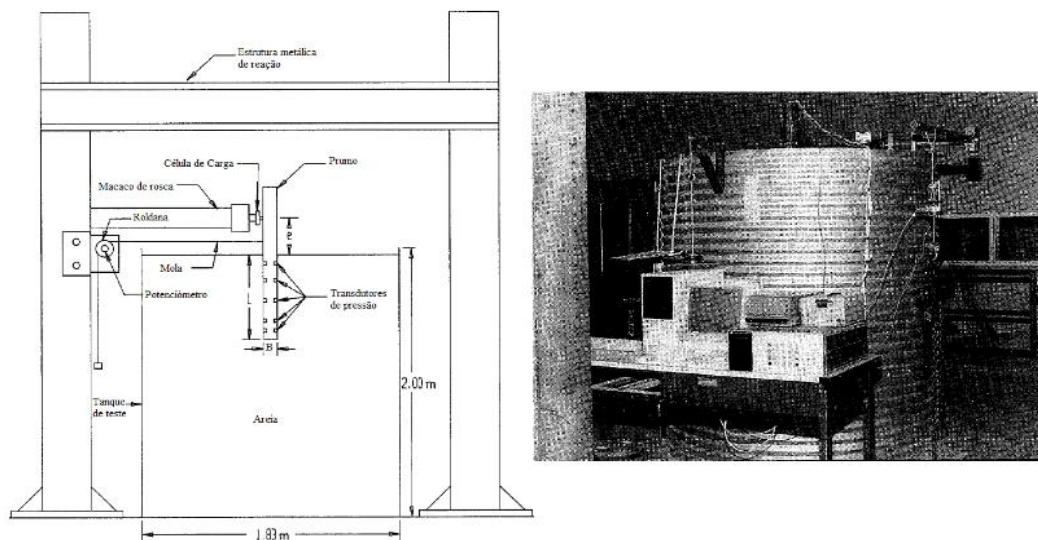 Estrutura metálica
de reação
Célula de Carga
Prumo
Macaco de rosca
Roldana
e
Mola
Potenciômetro
L
Transdutores
de pressão
B
2.00 m
Tanque
de teste
Areia
1.83 m